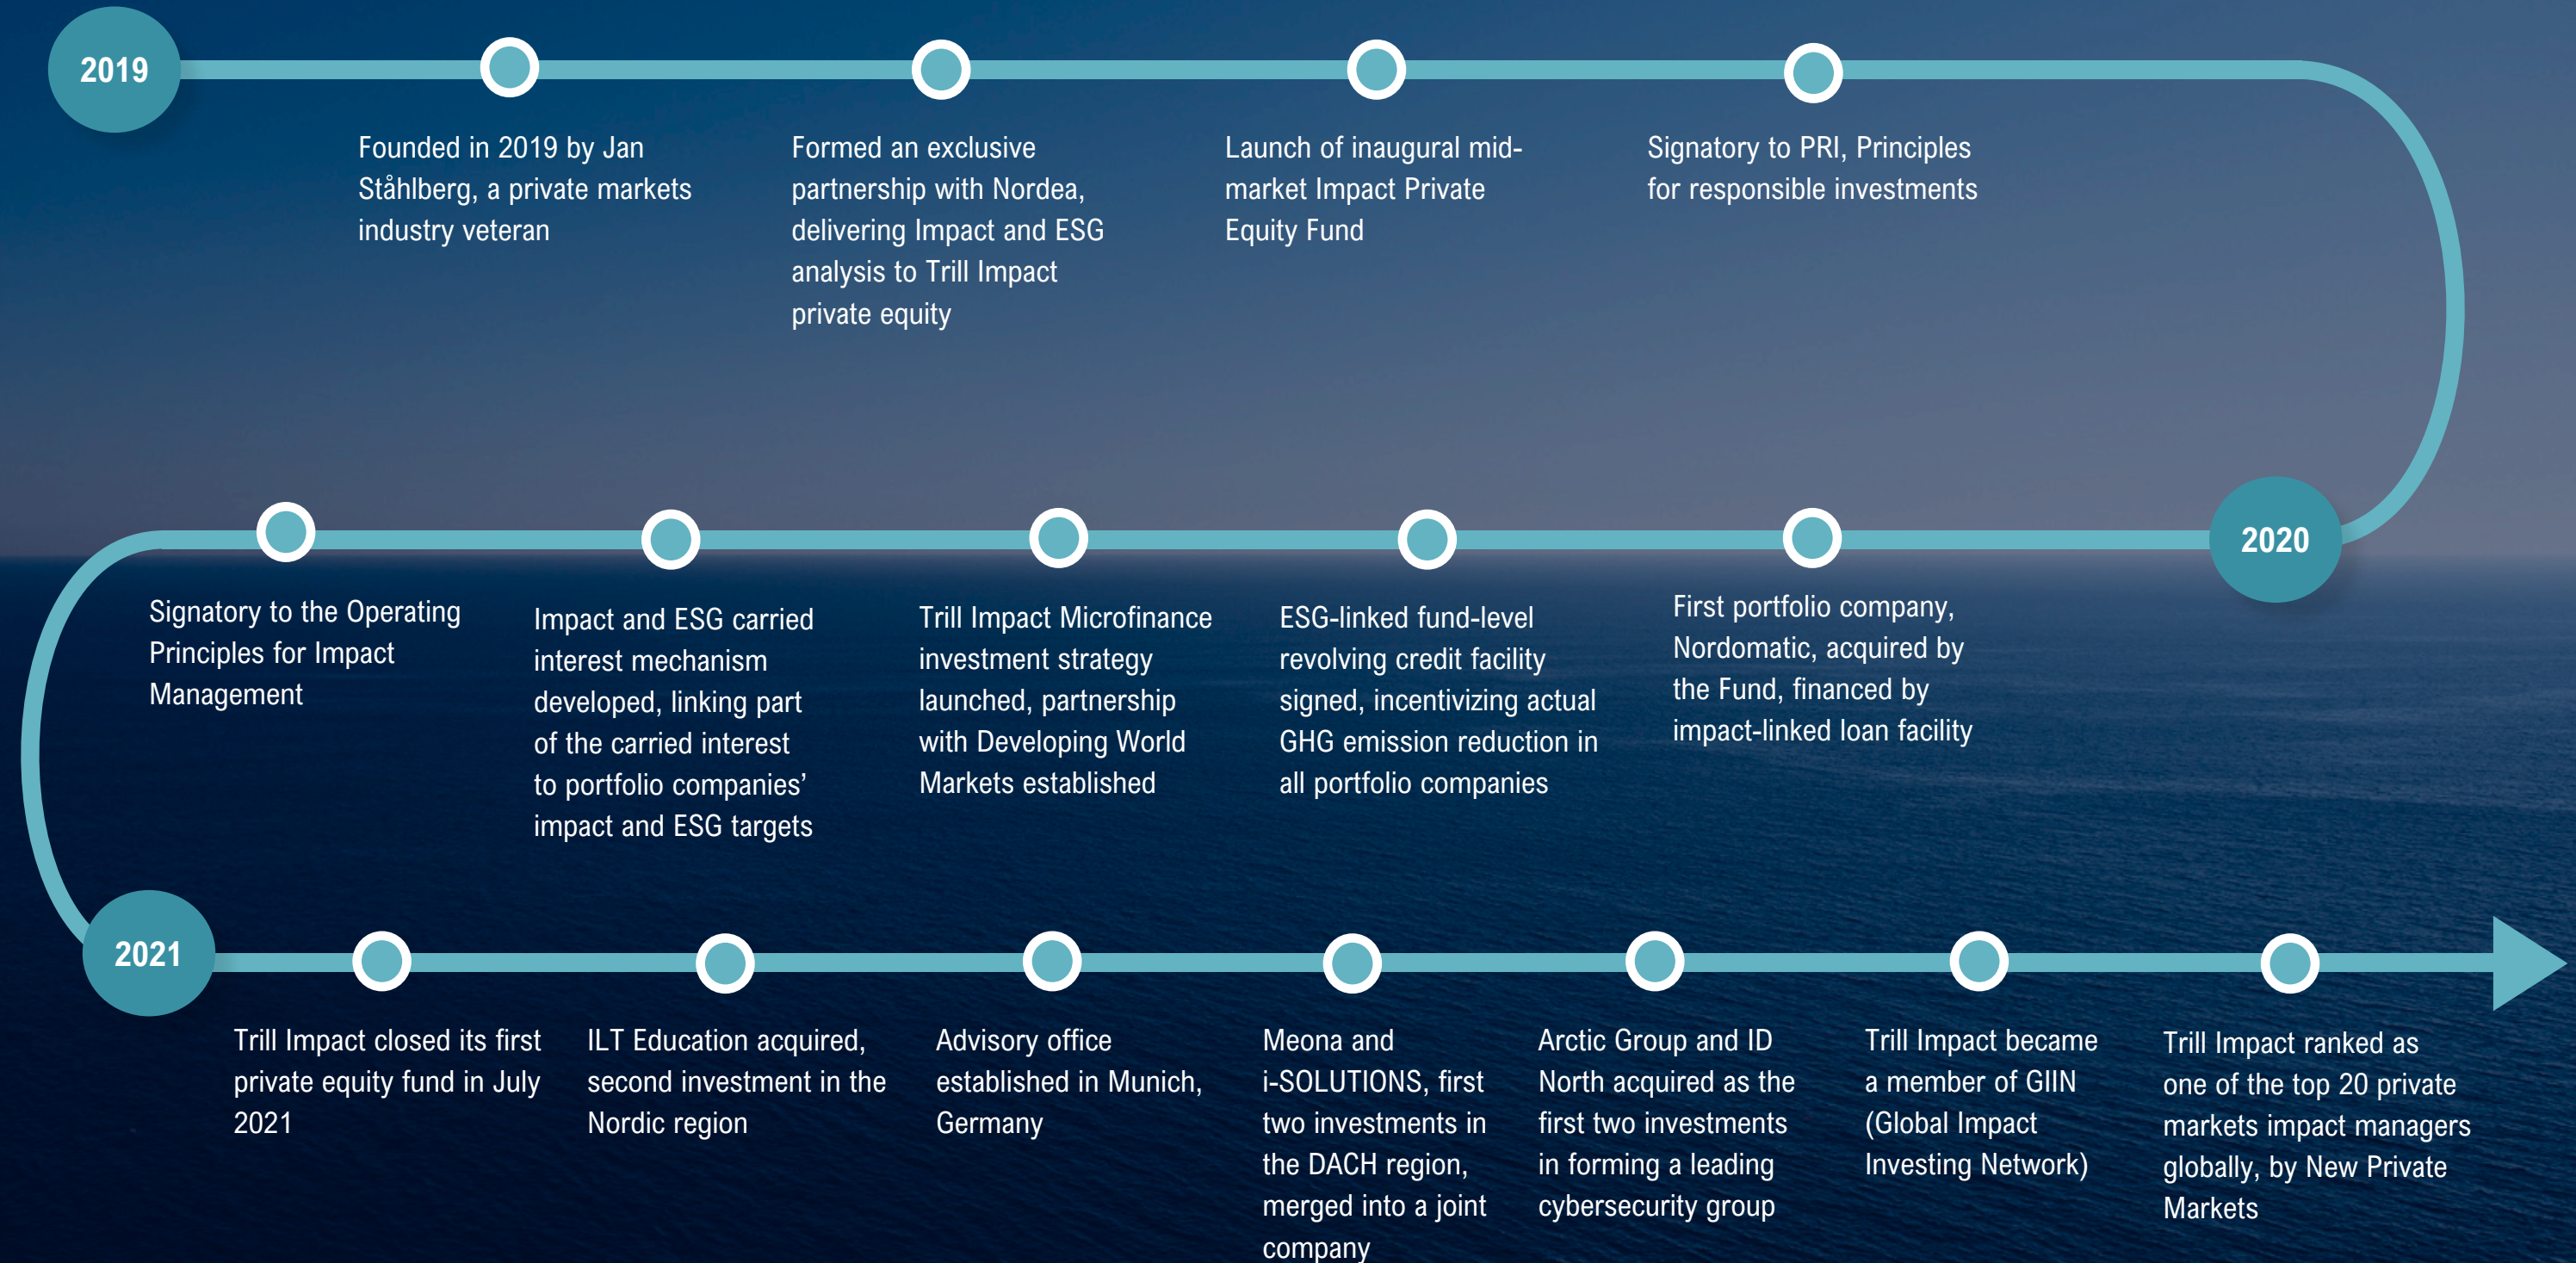 2019
Founded in 2019 by Jan
Ståhlberg, a private markets
industry veteran
Formed an exclusive
partnership with Nordea,
delivering Impact and ESG
analysis to Trill Impact
private equity
Launch of inaugural mid-
market Impact Private
Equity Fund
Signatory to PRI, Principles
for responsible investments
2020
First portfolio company,
Nordomatic, acquired by
the Fund, financed by
impact-linked loan facility
ESG-linked fund-level
revolving credit facility
signed, incentivizing actual
GHG emission reduction in
all portfolio companies
Trill Impact Microfinance
investment strategy
launched, partnership
with Developing World
Markets established
Impact and ESG carried
interest mechanism
developed, linking part
of the carried interest
to portfolio companies’
impact and ESG targets
Signatory to the Operating
Principles for Impact
Management
2021
Trill Impact closed its first
private equity fund in July
2021
ILT Education acquired,
second investment in the
Nordic region
Advisory office
established in Munich,
Germany
Meona and
i-SOLUTIONS, first
two investments in
the DACH region,
merged into a joint
company
Arctic Group and ID
North acquired as the
first two investments
in forming a leading
cybersecurity group
Trill Impact became
a member of GIIN
(Global Impact
Investing Network)
Trill Impact ranked as
one of the top 20 private
markets impact managers
globally, by New Private
Markets